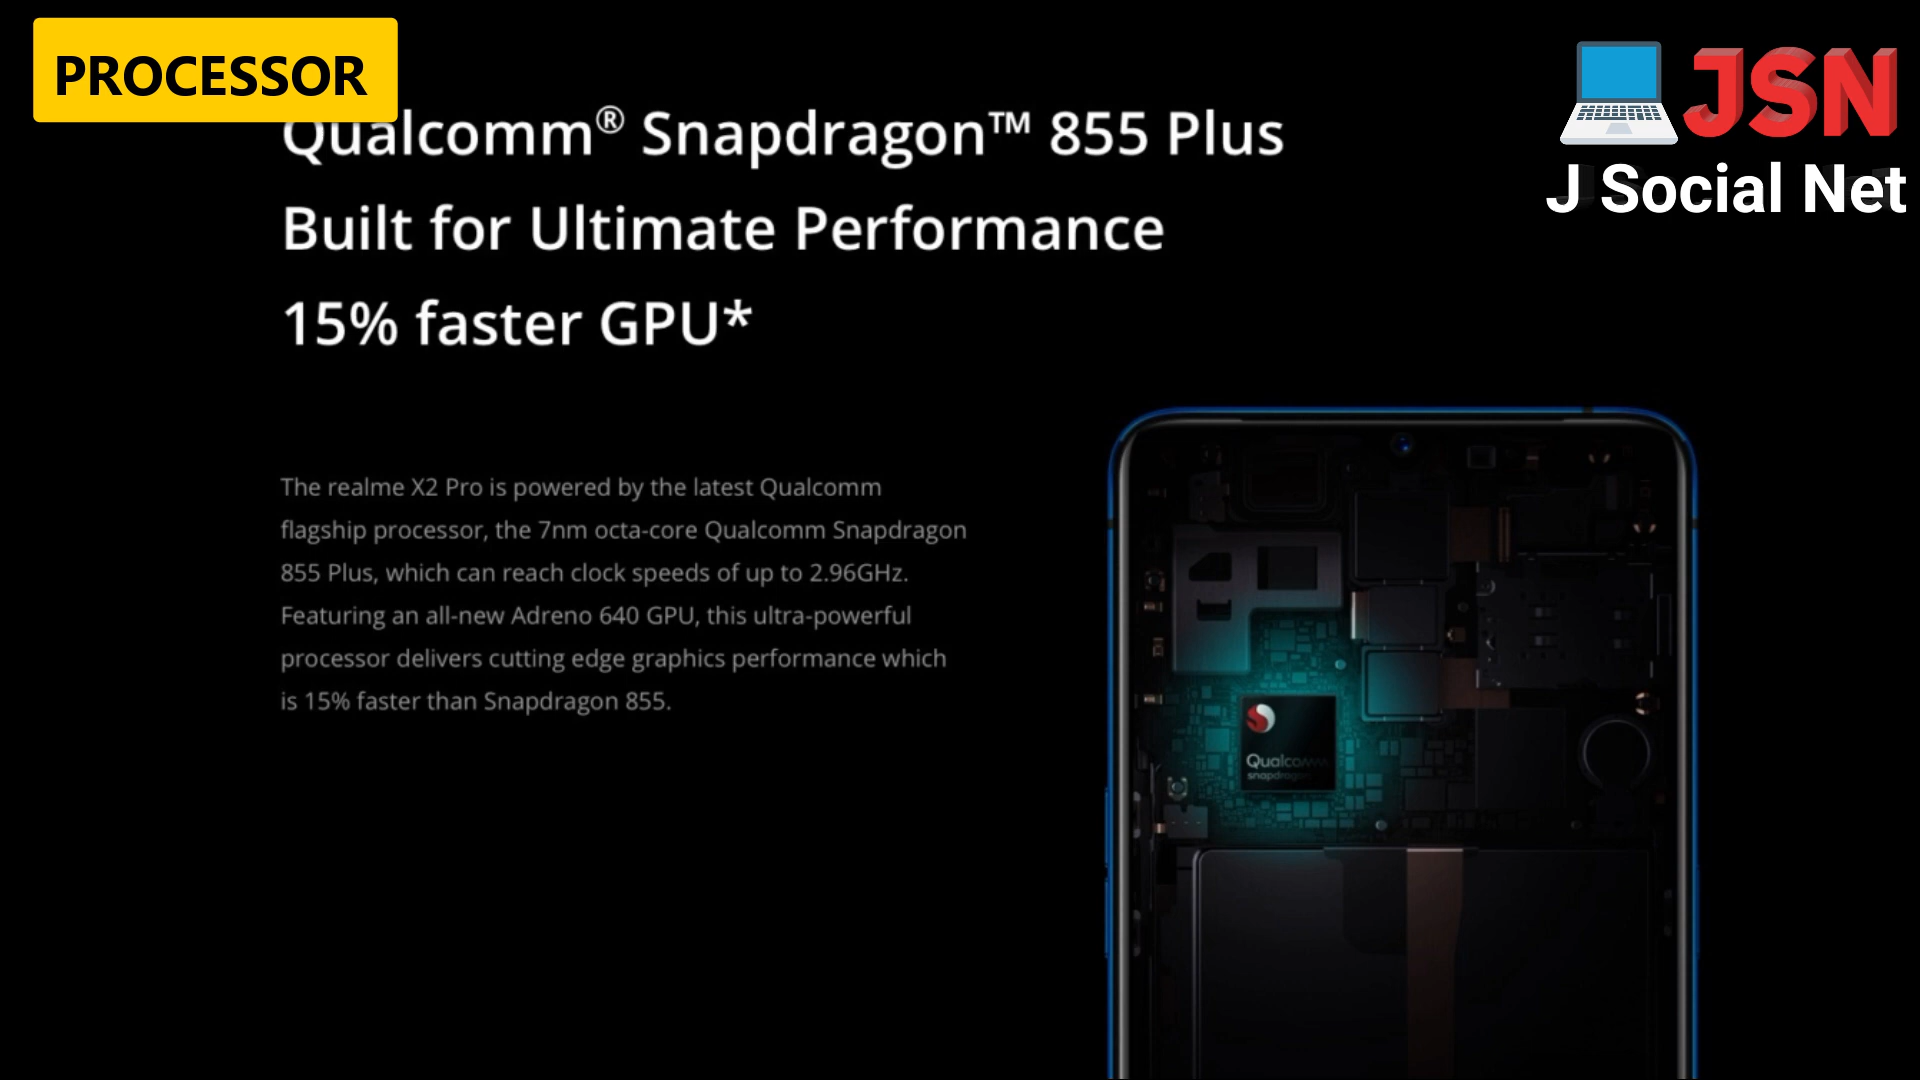 PROCESSOR
JSN
J Social Net
Qualcomm® Snapdragon™ 855 Plus
Built for Ultimate Performance
15% faster GPU*
The realme X2 Pro is powered by the latest Qualcomm
flagship processor, the 7nm octa-core Qualcomm Snapdragon
855 Plus, which can reach clock speeds of up to 2.96GHz.
Featuring an all-new Adreno 640 GPU, this ultra-powerful
processor delivers cutting edge graphics performance which
is 15% faster than Snapdragon 855.
Qualcomm
snapdragon